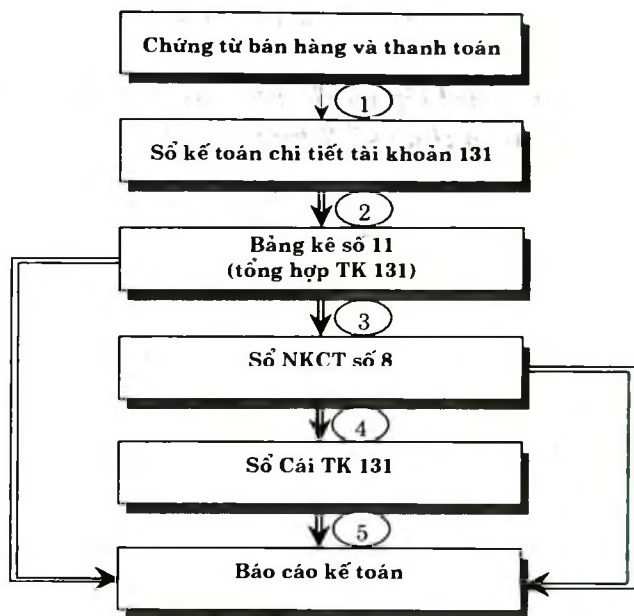 Chứng từ bán hàng và thanh toán
1
Sổ kế toán chi tiết tài khoản 131
2
Bảng kê số 11
(tổng hợp TK 131)
3
Sổ NKCT số 8
4
Sổ Cái TK 131
5
Báo cáo kế toán